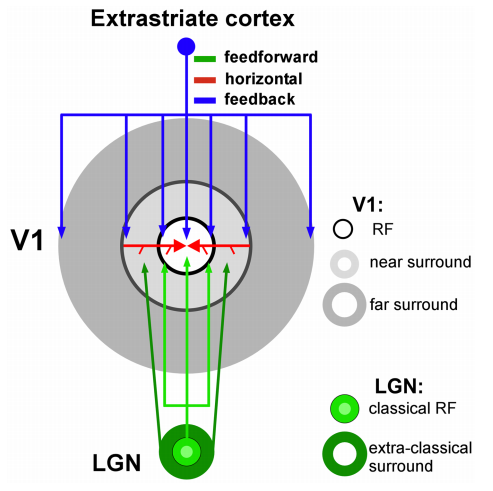 Extrastriate cortex
feedforward
horizontal
feedback
V1
V1:
RF
near surround
far surround
LGN:
classical RF
extra-classical
surround
LGN